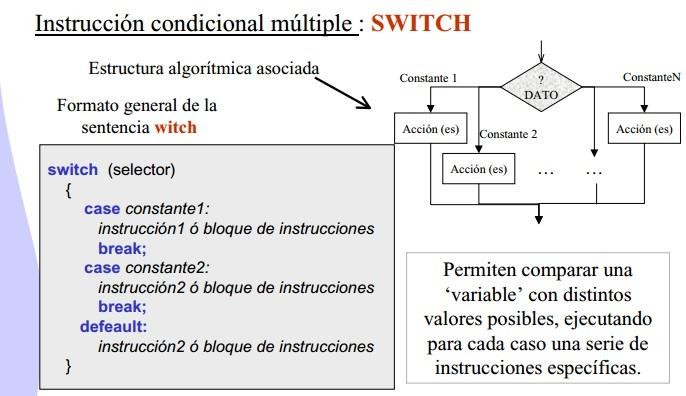 Instrucción condicional múltiple : SWITCH
Estructura algorítmica asociada
Formato general de la
sentencia witch
switch (selector)
{
case constante1:
instrucción1 ó bloque de instrucciones
break;
case constante2:
instrucción2 ó bloque de instrucciones
break;
defeault:
instrucción2 ó bloque de instrucciones
}
?
DATO
Constante 1
ConstanteN
Acción (es)
Constante 2
Acción (es)
Acción (es)
... ...
Permiten comparar una
‘variable’ con distintos
valores posibles, ejecutando
para cada caso una serie de
instrucciones específicas.